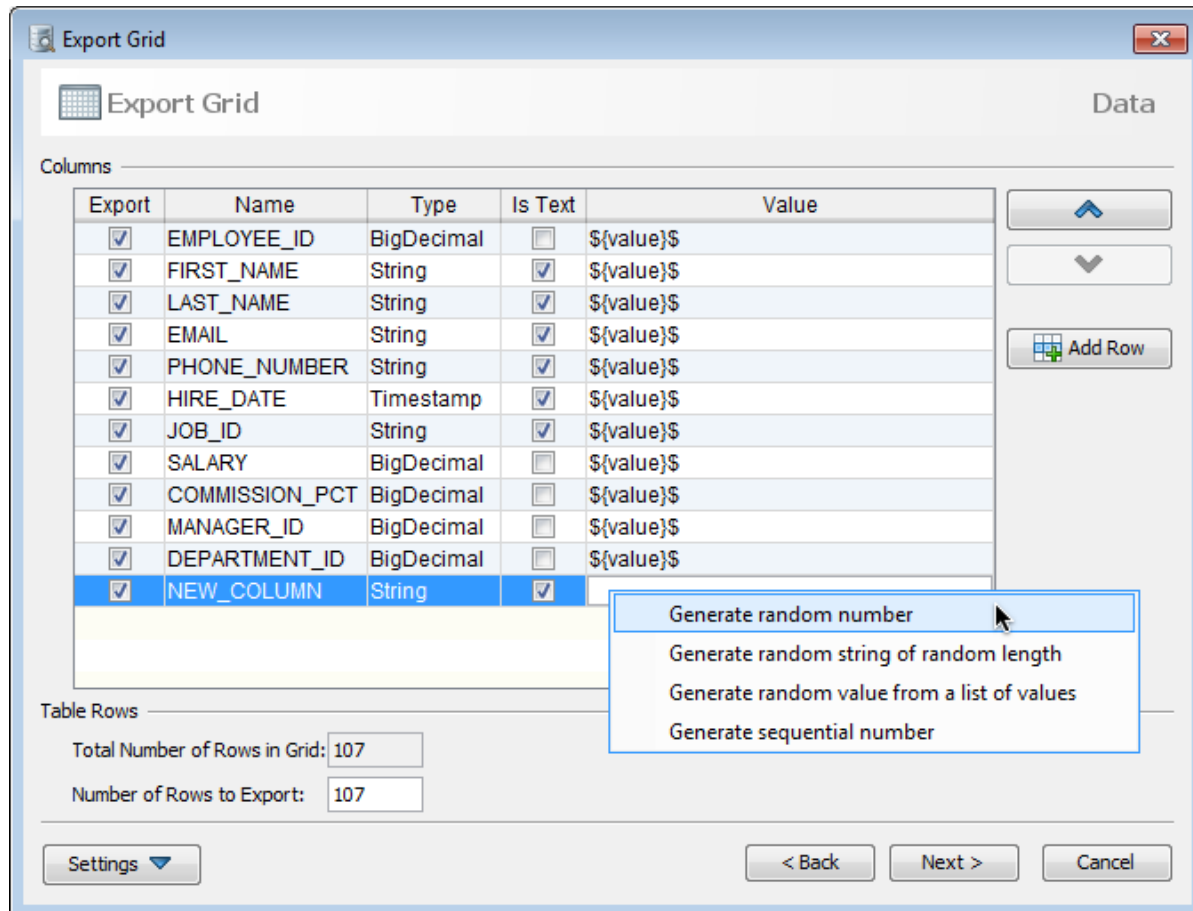 Export Grid
Export Grid Data
Columns
Export Name Type Is Text Value
EMPLOYEE_ID BigDecimal ${value}$
FIRST_NAME String ${value}$
LAST_NAME String ${value}$
EMAIL String ${value}$
PHONE_NUMBER String ${value}$
Add Row
HIRE_DATE Timestamp ${value}$
JOB_ID String ${value}$
SALARY BigDecimal ${value}$
COMMISSION_PCT BigDecimal ${value}$
MANAGER_ID BigDecimal ${value}$
DEPARTMENT_ID BigDecimal ${value}$
NEW_COLUMN String
Generate random number
Generate random string of random length
Generate random value from a list of values
Generate sequential number
Table Rows
Total Number of Rows in Grid: 107
Number of Rows to Export: 107
Settings < Back Next > Cancel